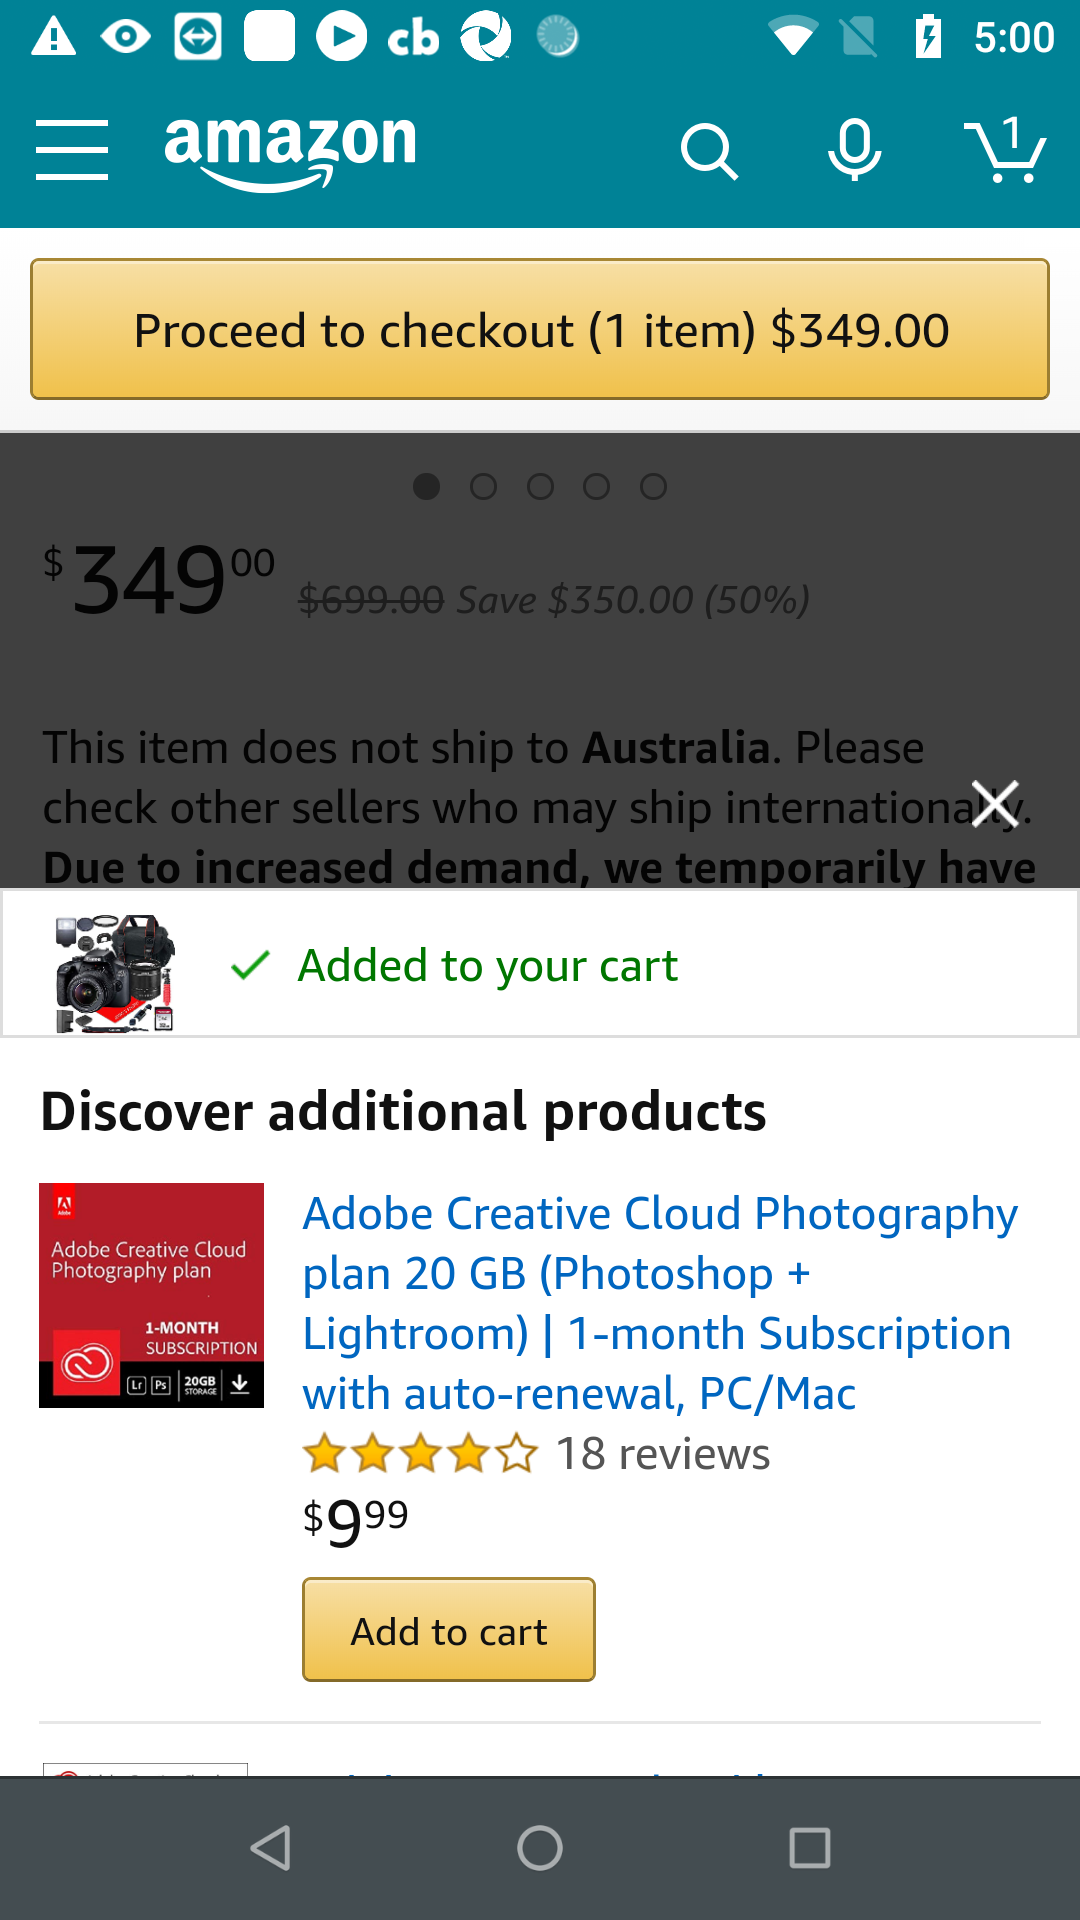 cb 5:00
amazon 1
Proceed to checkout (1 item) $349.00
$349 00 $699.00 Save $350.00 (50%)
This item does not ship to Australia. Please
check other sellers who may ship internationally.
Due to increased demand, we temporarily have
Added to your cart
Discover additional products
Adobe
Adobe Creative Cloud
Photography plan
1-MONTH
SUBSCRIPTION
Lr Ps 20GB
STORAGE
Adobe Creative Cloud Photography
plan 20 GB (Photoshop +
Lightroom) | 1-month Subscription
with auto-renewal, PC/Mac
18 reviews
$9 99
Add to cart